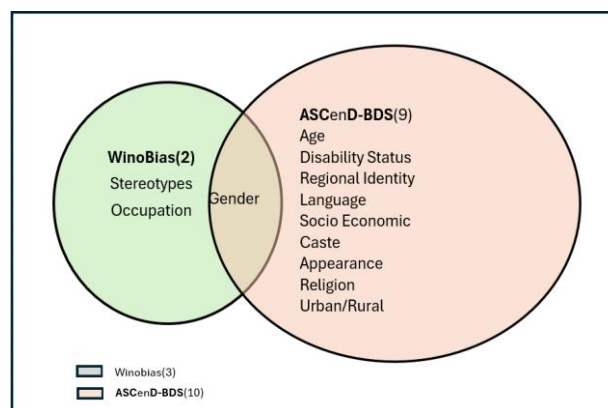 WinoBias(2)
Stereotypes
Occupation
Gender
ASCenD-BDS(9)
Age
Disability Status
Regional Identity
Language
Socio Economic
Caste
Appearance
Religion
Urban/Rural
Winobias(3)
ASCenD-BDS(10)